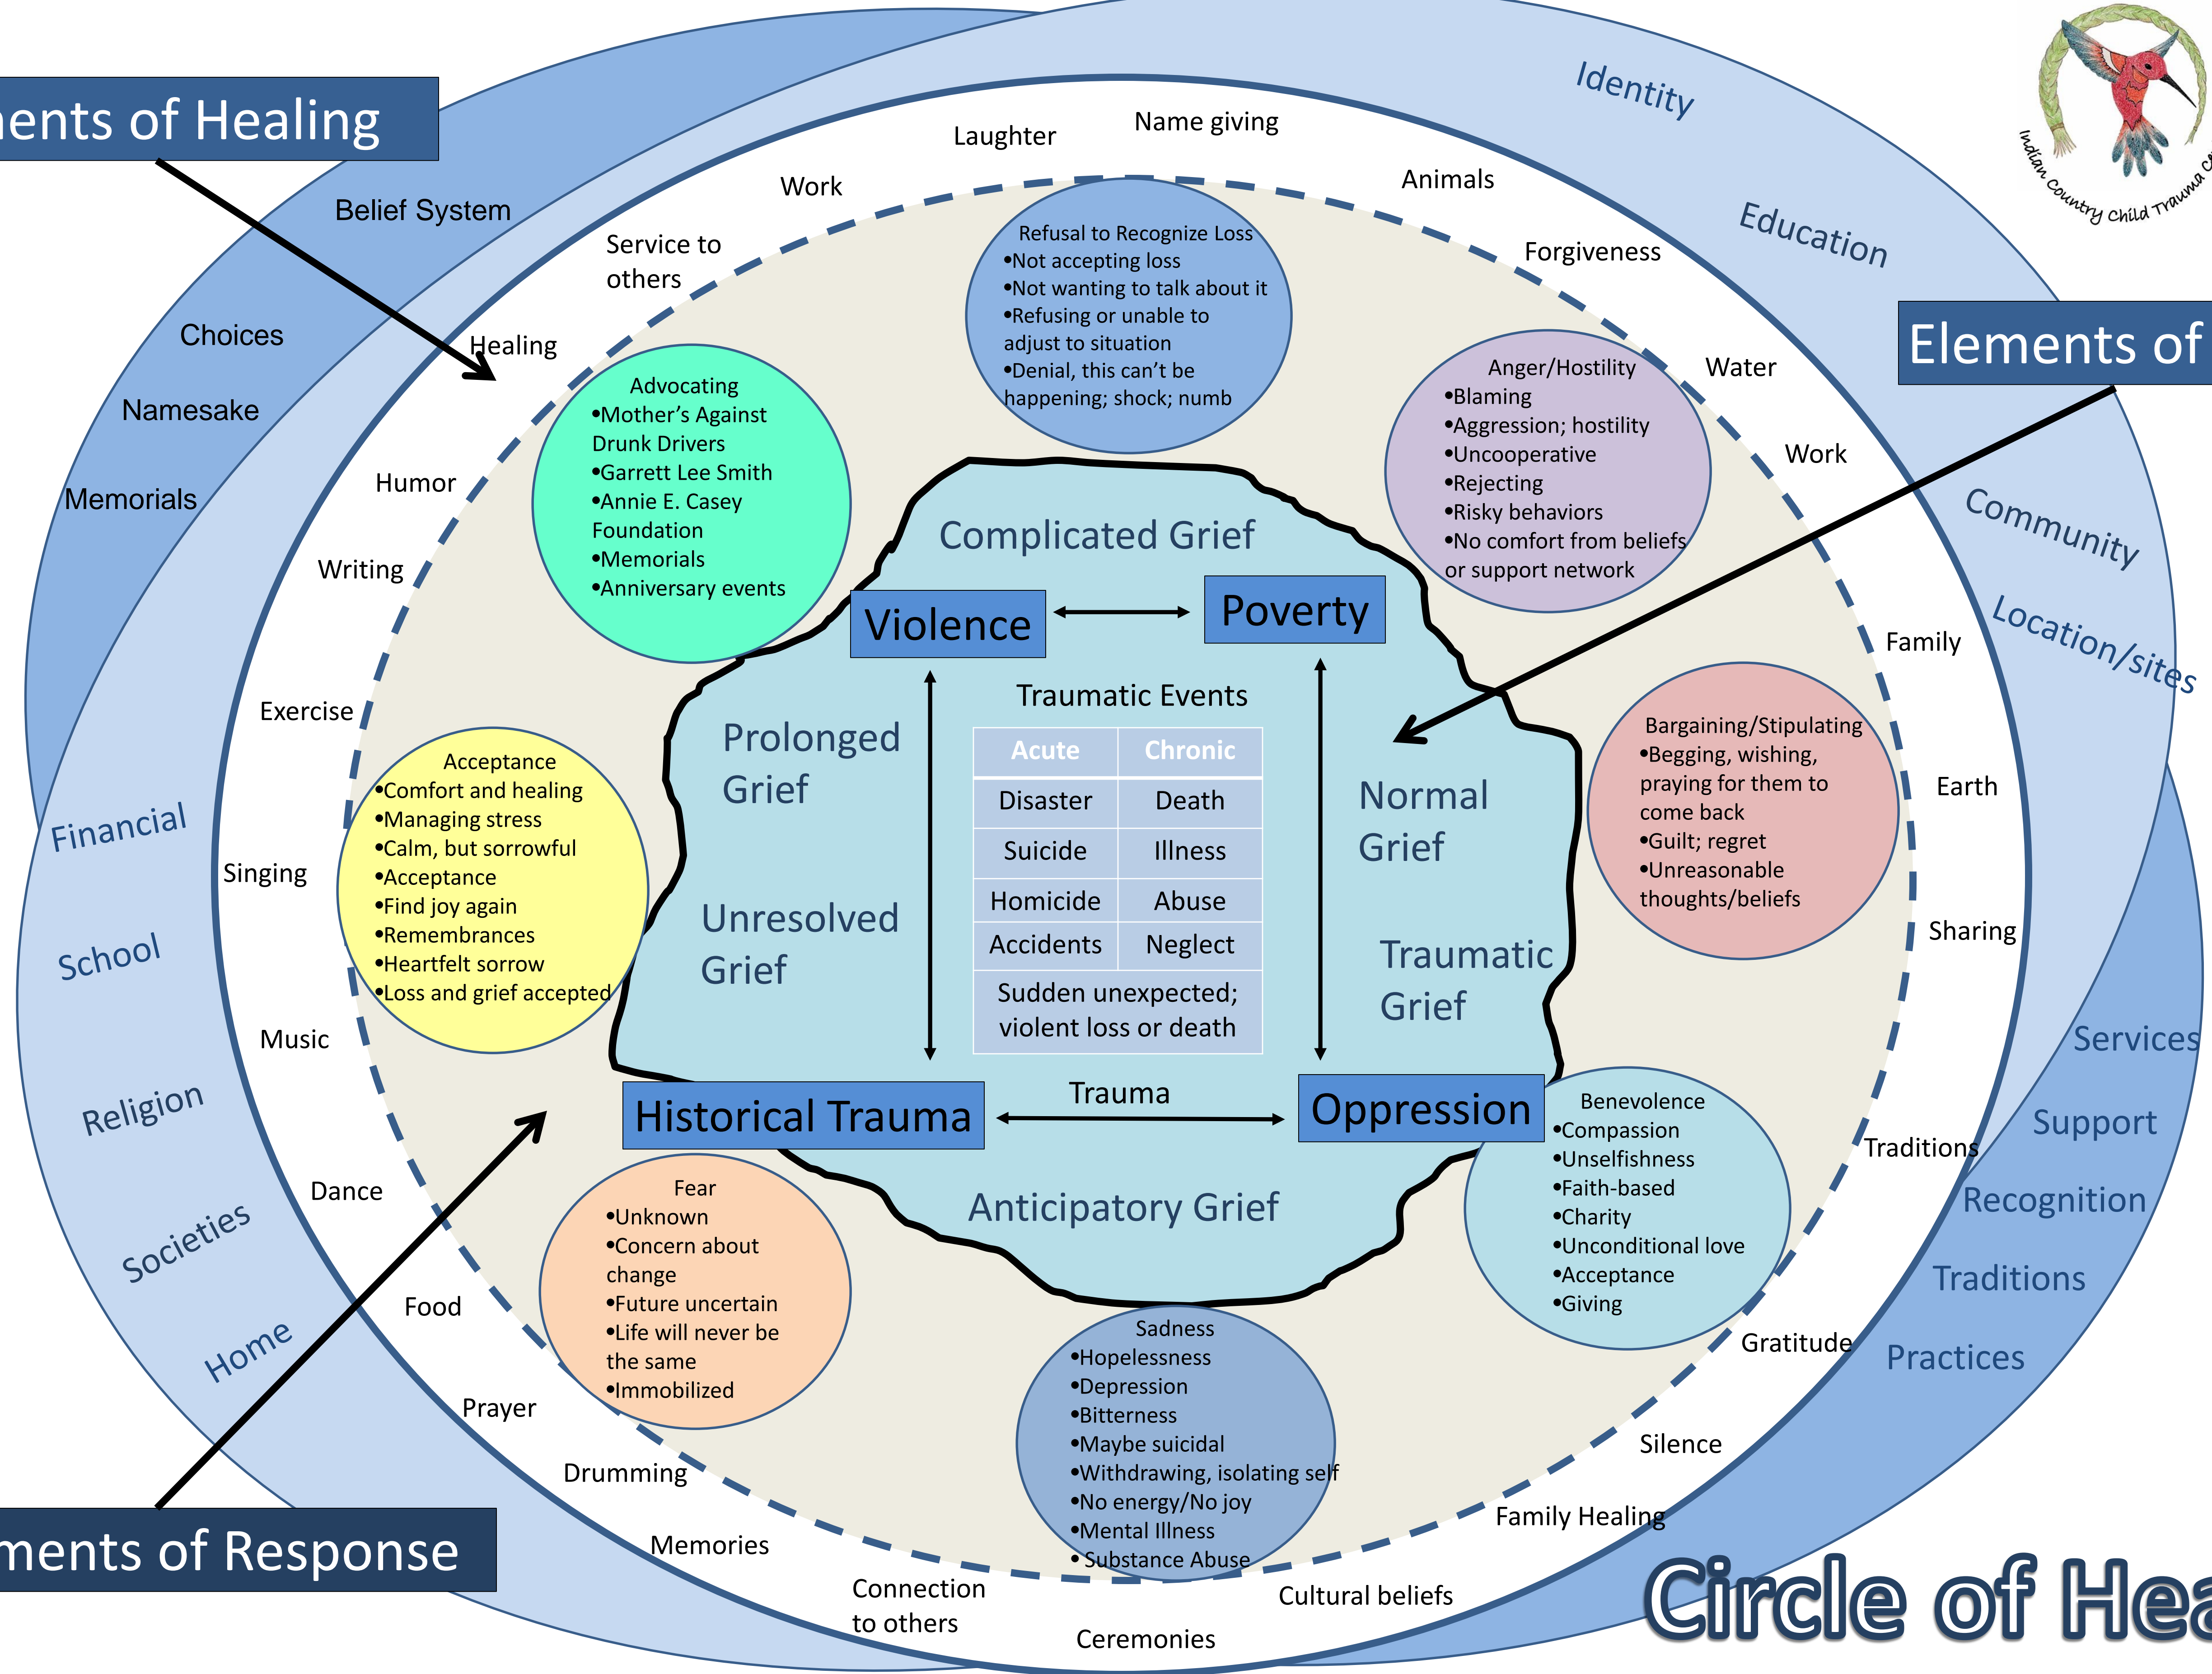 ments of Healing
Belief System
Choices
Namesake
Memorials
Financial
School
Religion
Societies
Home
ments of Response
Identity
Education
Community
Location/sites
Services
Support
Recognition
Traditions
Practices
Indian Country Child Trauma Ce
Elements of
Circle of Hea
Laughter
Name giving
Animals
Forgiveness
Water
Work
Family
Earth
Sharing
Traditions
Gratitude
Silence
Family Healing
Cultural beliefs
Ceremonies
Connection
to others
Memories
Drumming
Prayer
Food
Dance
Music
Singing
Exercise
Writing
Humor
Healing
Service to
others
Work
Refusal to Recognize Loss
•Not accepting loss
•Not wanting to talk about it
•Refusing or unable to
adjust to situation
•Denial, this can’t be
happening; shock; numb
Anger/Hostility
•Blaming
•Aggression; hostility
•Uncooperative
•Rejecting
•Risky behaviors
•No comfort from beliefs
or support network
Bargaining/Stipulating
•Begging, wishing,
praying for them to
come back
•Guilt; regret
•Unreasonable
thoughts/beliefs
Benevolence
•Compassion
•Unselfishness
•Faith-based
•Charity
•Unconditional love
•Acceptance
•Giving
Sadness
•Hopelessness
•Depression
•Bitterness
•Maybe suicidal
•Withdrawing, isolating self
•No energy/No joy
•Mental Illness
• Substance Abuse
Fear
•Unknown
•Concern about
change
•Future uncertain
•Life will never be
the same
•Immobilized
Acceptance
•Comfort and healing
•Managing stress
•Calm, but sorrowful
•Acceptance
•Find joy again
•Remembrances
•Heartfelt sorrow
•Loss and grief accepted
Advocating
•Mother’s Against
Drunk Drivers
•Garrett Lee Smith
•Annie E. Casey
Foundation
•Memorials
•Anniversary events
Complicated Grief
Violence
Poverty
Prolonged
Grief
Unresolved
Grief
Traumatic Events
Acute Chronic
Disaster Death
Suicide Illness
Homicide Abuse
Accidents Neglect
Sudden unexpected;
violent loss or death
Normal
Grief
Traumatic
Grief
Trauma
Historical Trauma
Oppression
Anticipatory Grief